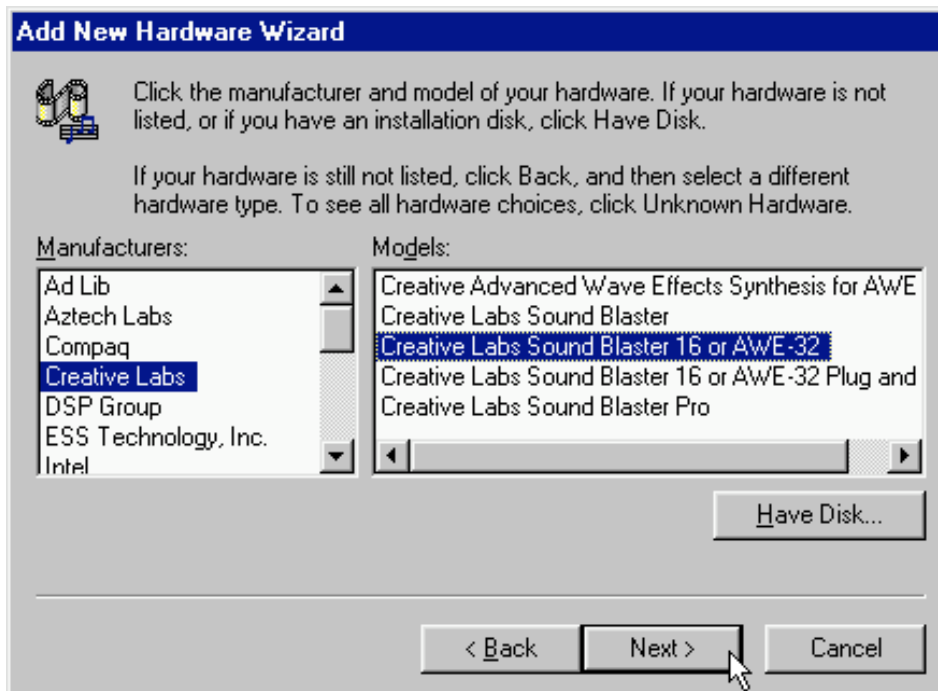 Add New Hardware Wizard
Click the manufacturer and model of your hardware. If your hardware is not
listed, or if you have an installation disk, click Have Disk.
If your hardware is still not listed, click Back, and then select a different
hardware type. To see all hardware choices, click Unknown Hardware.
Manufacturers:
Ad Lib
Aztech Labs
Compaq
Creative Labs
DSP Group
ESS Technology, Inc.
Intel
Models:
Creative Advanced Wave Effects Synthesis for AWE
Creative Labs Sound Blaster
Creative Labs Sound Blaster 16 or AWE-32
Creative Labs Sound Blaster 16 or AWE-32 Plug and
Creative Labs Sound Blaster Pro
Have Disk...
< Back
Next >
Cancel